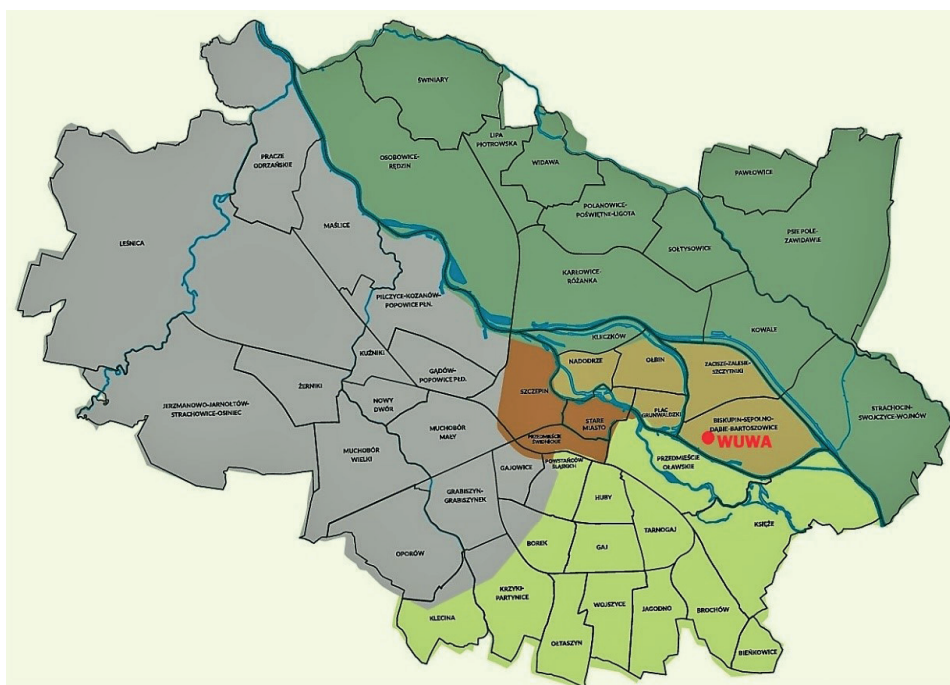 ŚWINIARY
LIPA
PIOTROWSKA
WIDAWA
PAWŁOWICE
OSOBOWICE-
RĘDZIN
PRACZE
ODRZAŃSKIE
POLANOWICE-
POŚWIĘTNE-LIGOTA
PSIE POLE-
ZAWIDAWIE
LEŚNICA
MAŚLICE
SOŁTYSOWICE
KARŁOWICE-
RÓŻANKA
PILCZYCE-KOZANÓW-
POPOWICE PŁN.
KOWALE
KLECZKÓW
KUŹNIKI
NADODRZE
OŁBIN
ZACISZE-ZALESIE-
SZCZYTNIKI
GĄDÓW-
POPOWICE PŁD.
ŻERNIKI
SZCZEPIN
JERZMANOWO-JARNOŁTÓW-
STRACHOWICE-OSINIEC
NOWY
DWÓR
PLAC
GRUNWALDZKI
BISKUPIN-SĘPOLNO-
DĄBIE-BARTOSZOWICE
STRACHOCIN-
SWOJCZYCE-WOJNÓW
STARE
MIASTO
MUCHOBÓR
MAŁY
WUWA
PRZEDMIEŚCIE
ŚWIDNICKIE
MUCHOBÓR
WIELKI
PRZEDMIEŚCIE
OŁAWSKIE
POWSTAŃCÓW
ŚLĄSKICH
GAJOWICE
GRABISZYN-
GRABISZYNEK
HUBY
KSIĘŻE
TARNOGAJ
BOREK
GAJ
OPORÓW
KRZYKI-
PARTYNICE
WOJSZYCE
JAGODNO
BROCHÓW
KLECINA
OŁTASZYN
BIEŃKOWICE